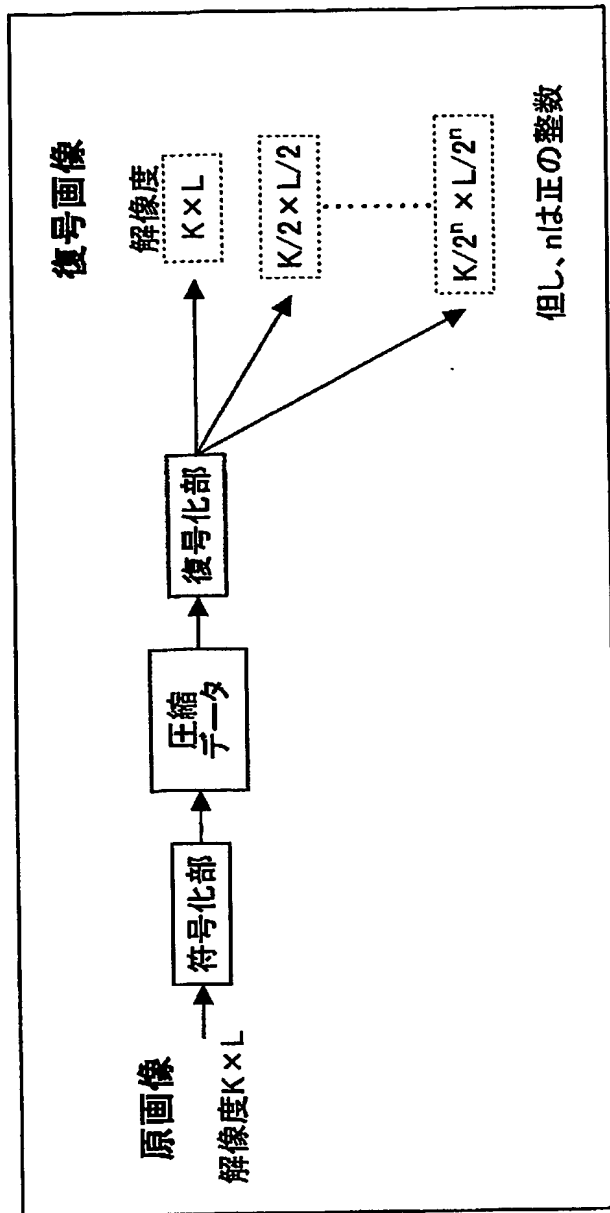 原画像
解像度K×L
符号化部
圧縮
データ
復号化部
復号画像
解像度
K×L
K/2×L/2
K/2ⁿ×L/2ⁿ
但し、nは正の整数